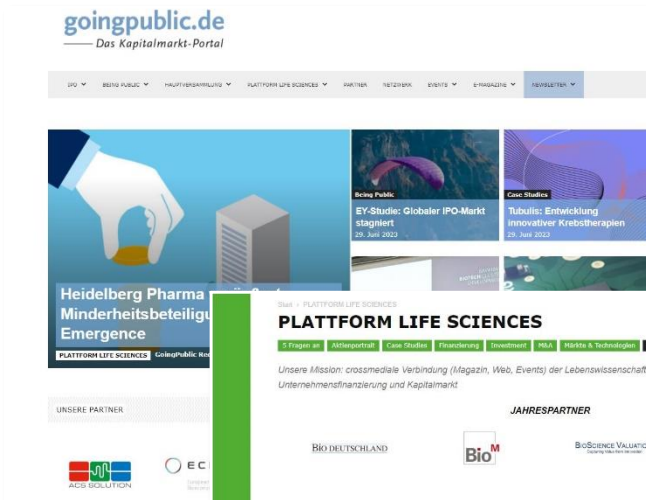 goingpublic.de
Das Kapitalmarkt-Portal
IPO BEING PUBLIC HAUPTVERSAMMLUNG PLATTFORM LIFE SCIENCES PARTNER NETZWERK EVENTS E-MAGAZINE NEWSLETTER
Being Public
EY-Studie: Globaler IPO-Markt
stagniert
29. Juni 2023
Case Studies
Tubulis: Entwicklung
innovativer Krebstherapien
29. Juni 2023
Heidelberg Pharma
Minderheitsbeteiligu
Emergence
PLATTFORM LIFE SCIENCES GoingPublic Re
UNSERE PARTNER
ACS SOLUTION
ECI
Start › PLATTFORM LIFE SCIENCES
PLATTFORM LIFE SCIENCES
5 Fragen an Aktienportrait Case Studies Finanzierung Investment M&A Märkte & Technologien
Unsere Mission: crossmediale Verbindung (Magazin, Web, Events) der Lebenswissenschaft
Unternehmensfinanzierung und Kapitalmarkt
JAHRESPARTNER
BIO DEUTSCHLAND
BioM
BIOSCIENCE VALUATIO